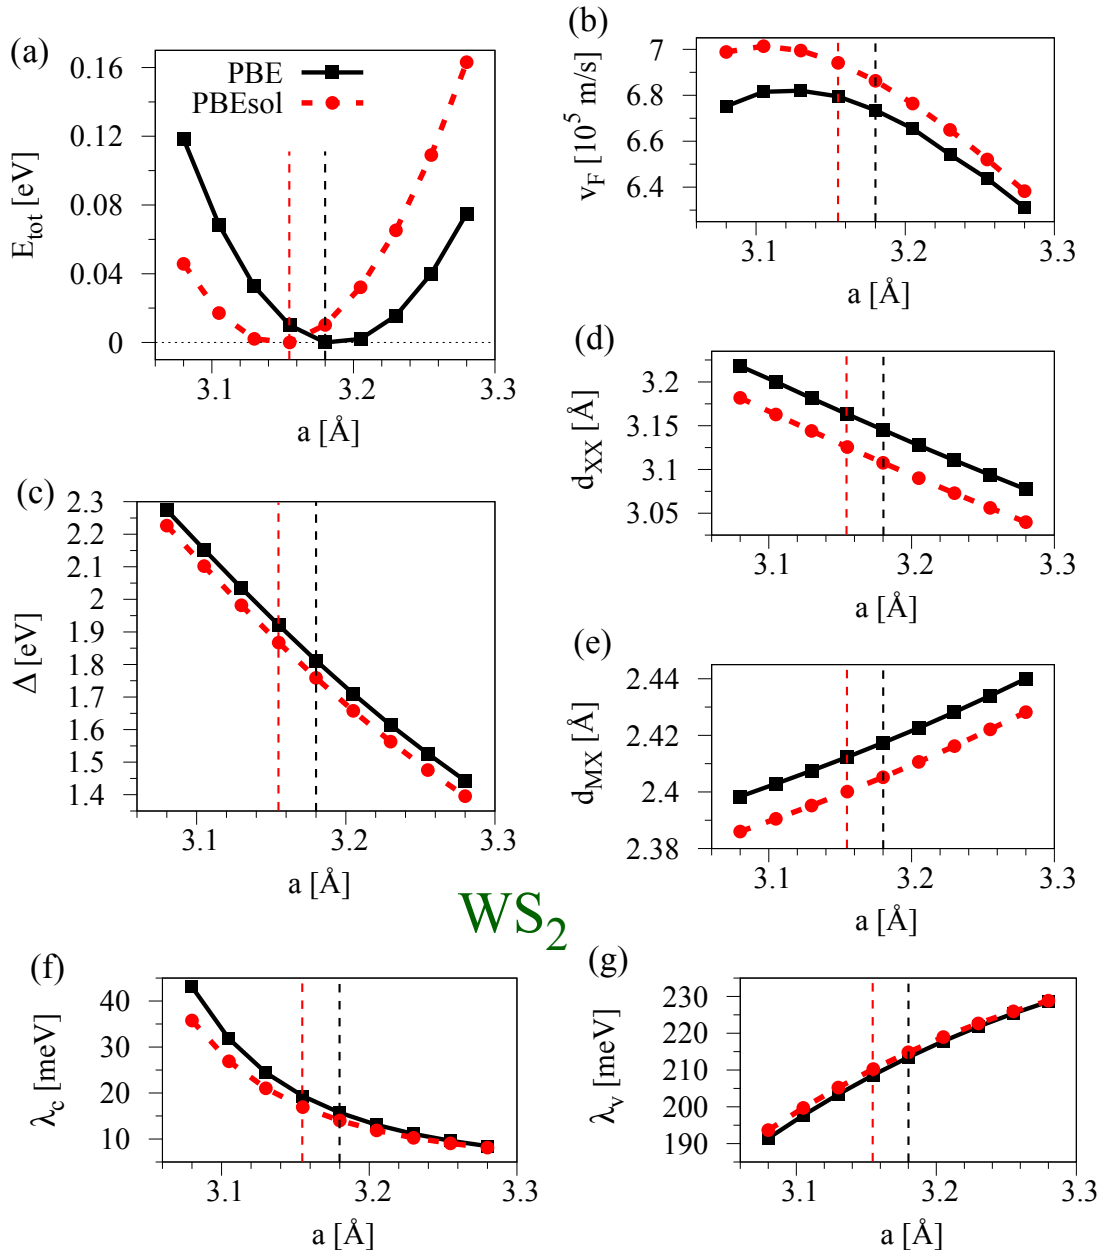 (a)
0.16
0.12
0.08
0.04
0
E_tot [eV]
PBE
PBEsol
3.1
3.2
3.3
a [Å]
(b)
7
6.8
6.6
6.4
v_F [10^5 m/s]
3.1
3.2
3.3
a [Å]
(c)
2.3
2.2
2.1
2
1.9
1.8
1.7
1.6
1.5
1.4
Δ [eV]
3.1
3.2
3.3
a [Å]
(d)
3.2
3.15
3.1
3.05
d_XX [Å]
3.1
3.2
3.3
a [Å]
(e)
2.44
2.42
2.4
2.38
d_MX [Å]
3.1
3.2
3.3
a [Å]
WS₂
(f)
40
30
20
10
λ_c [meV]
3.1
3.2
3.3
a [Å]
(g)
230
220
210
200
190
λ_v [meV]
3.1
3.2
3.3
a [Å]